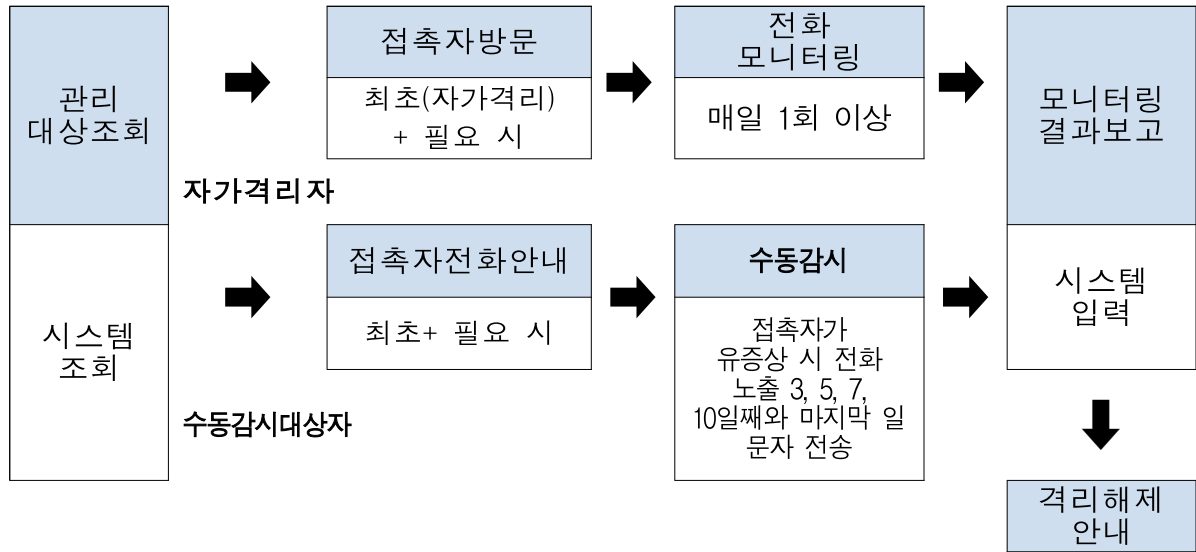 관리
대상조회
시스템
조회
자가격리자
접촉자방문
최초(자가격리)
+ 필요 시
전화
모니터링
매일 1회 이상
수동감시대상자
접촉자전화안내
최초+ 필요 시
수동감시
접촉자가
유증상 시 전화
노출 3, 5, 7,
10일째와 마지막 일
문자 전송
모니터링
결과보고
시스템
입력
격리해제
안내